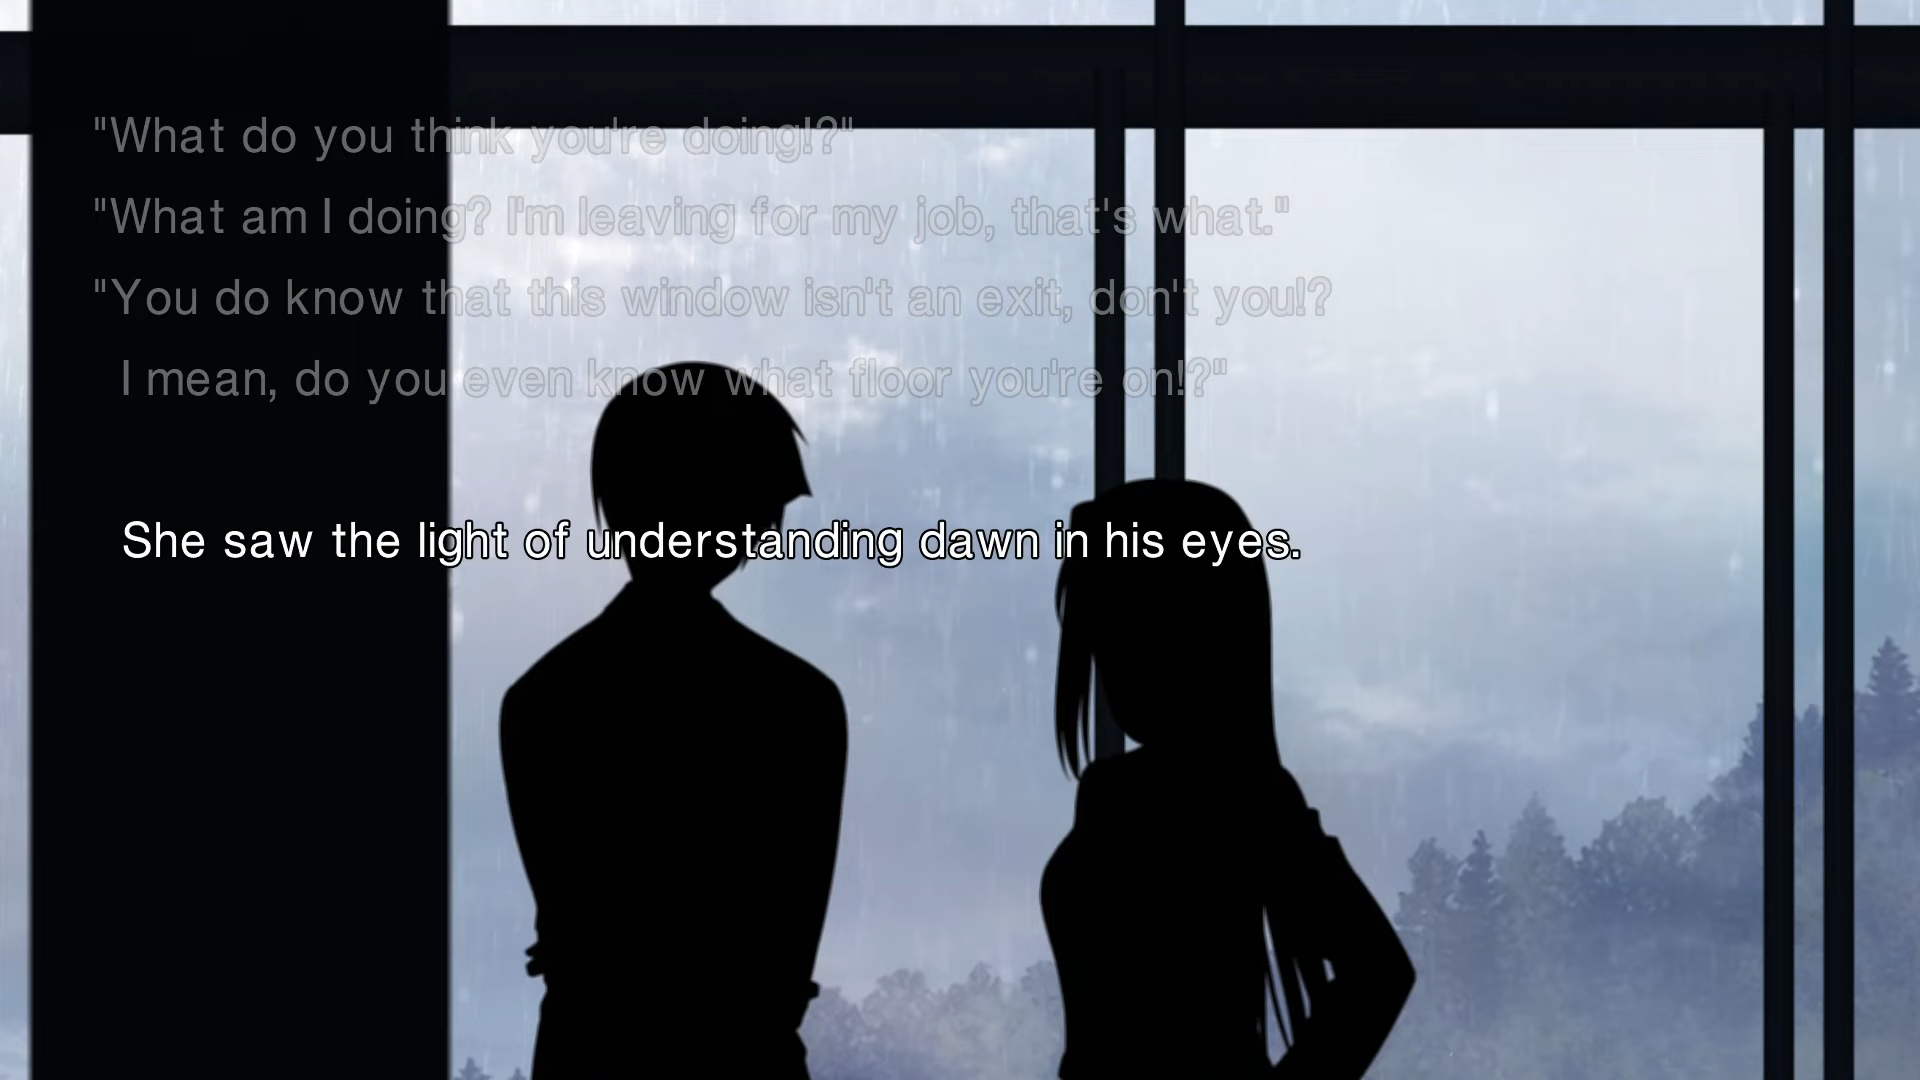 "What do you think you're doing!?"
"What am I doing? I'm leaving for my job, that's what."
"You do know that this window isn't an exit, don't you!?
I mean, do you even know what floor you're on!?"
She saw the light of understanding dawn in his eyes.